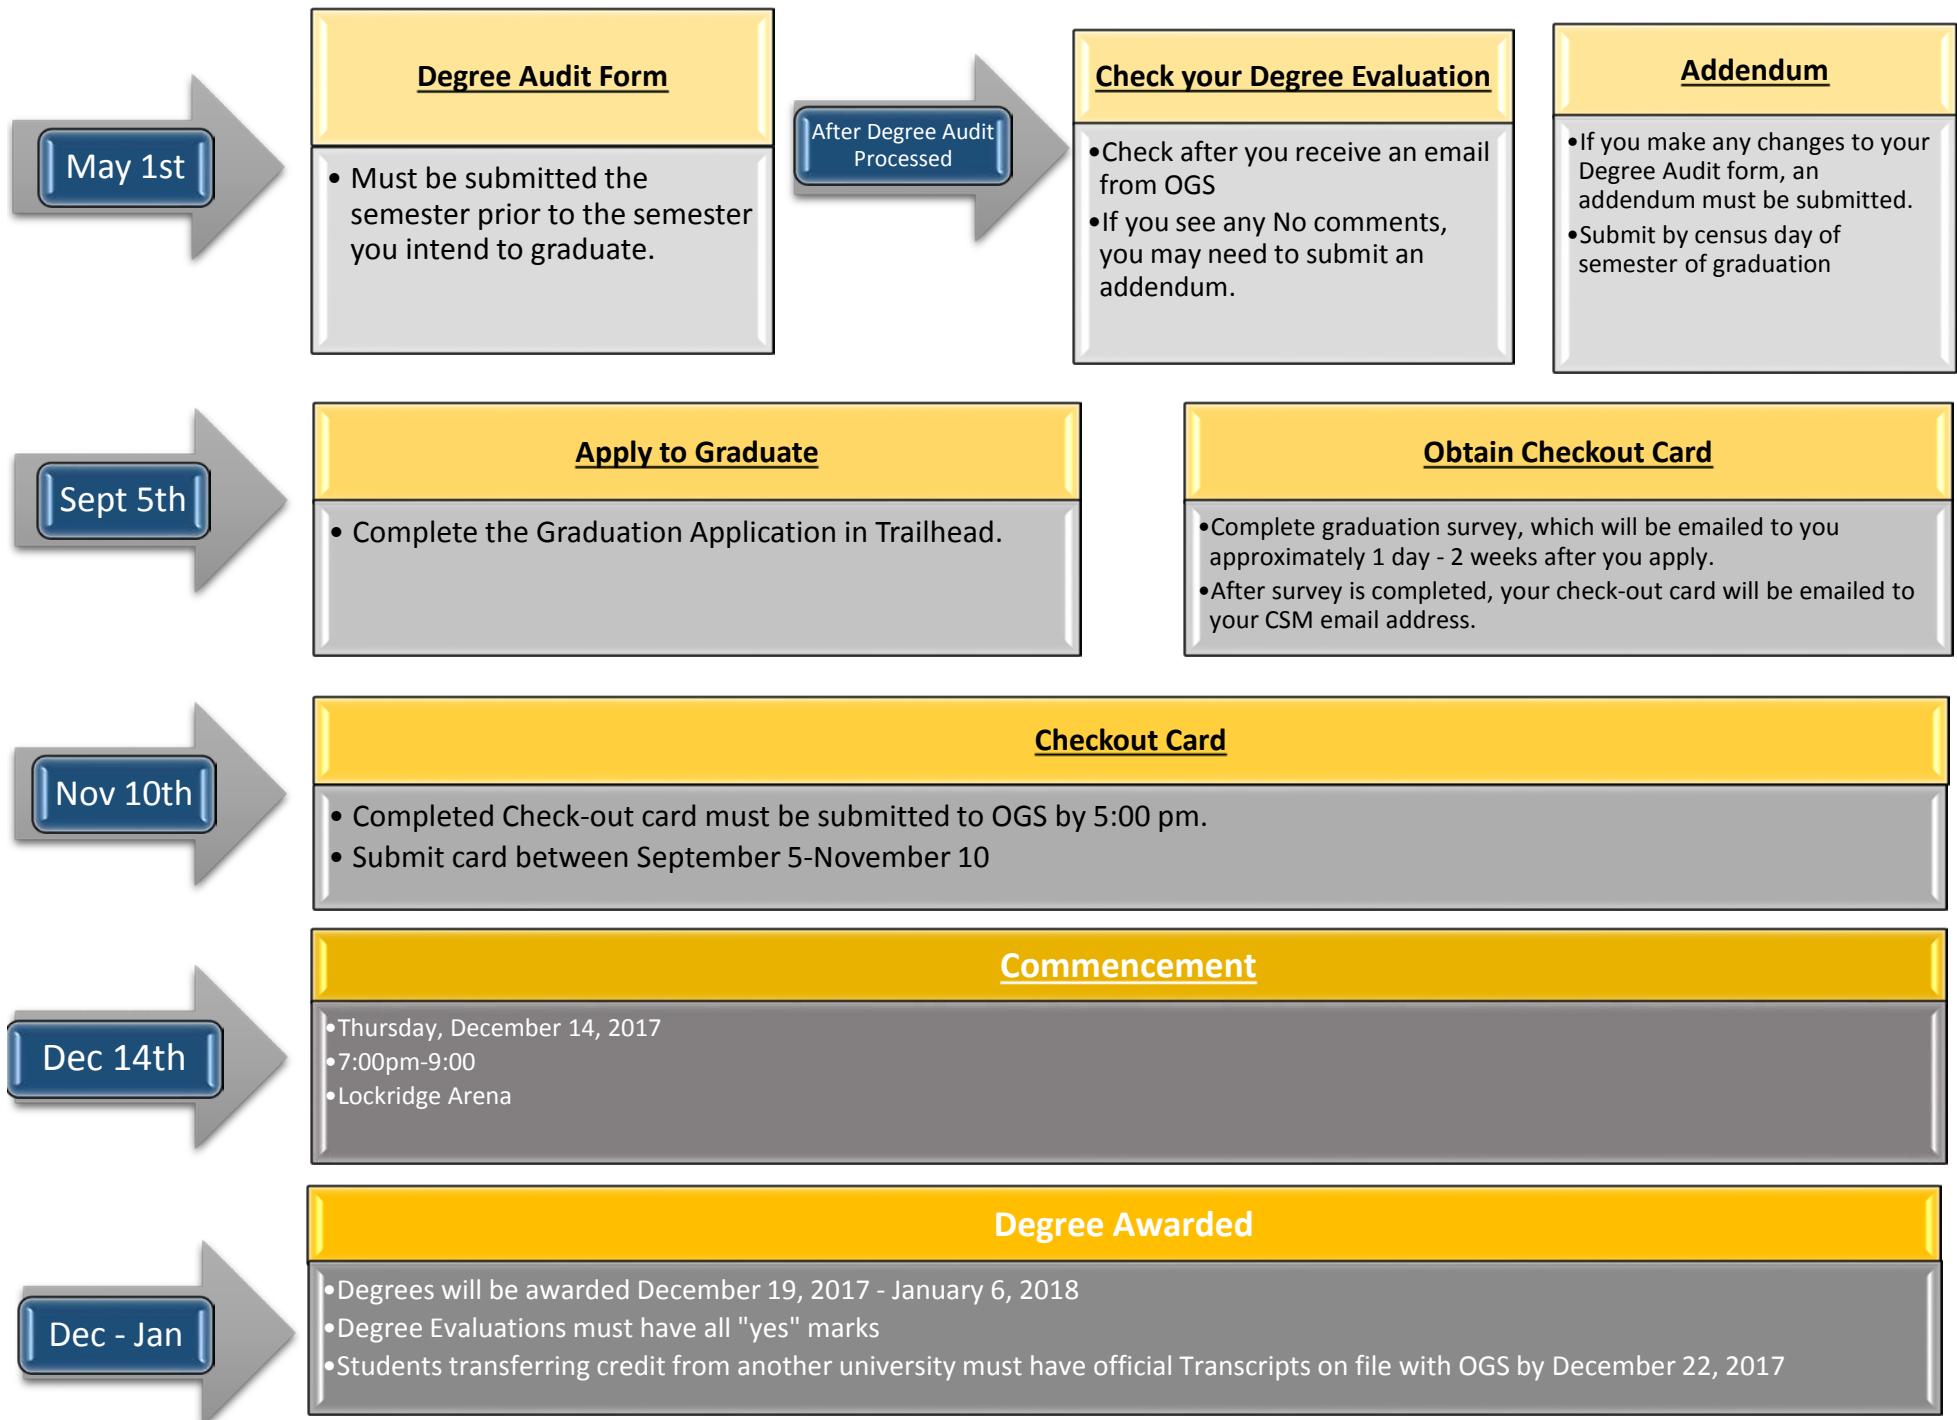 May 1st
Degree Audit Form
• Must be submitted the
semester prior to the semester
you intend to graduate.
After Degree Audit
Processed
Check your Degree Evaluation
•Check after you receive an email
from OGS
•If you see any No comments,
you may need to submit an
addendum.
Addendum
•If you make any changes to your
Degree Audit form, an
addendum must be submitted.
•Submit by census day of
semester of graduation
Sept 5th
Apply to Graduate
• Complete the Graduation Application in Trailhead.
Obtain Checkout Card
•Complete graduation survey, which will be emailed to you
approximately 1 day - 2 weeks after you apply.
•After survey is completed, your check-out card will be emailed to
your CSM email address.
Nov 10th
Checkout Card
• Completed Check-out card must be submitted to OGS by 5:00 pm.
• Submit card between September 5-November 10
Dec 14th
Commencement
•Thursday, December 14, 2017
•7:00pm-9:00
•Lockridge Arena
Dec - Jan
Degree Awarded
•Degrees will be awarded December 19, 2017 - January 6, 2018
•Degree Evaluations must have all "yes" marks
•Students transferring credit from another university must have official Transcripts on file with OGS by December 22, 2017